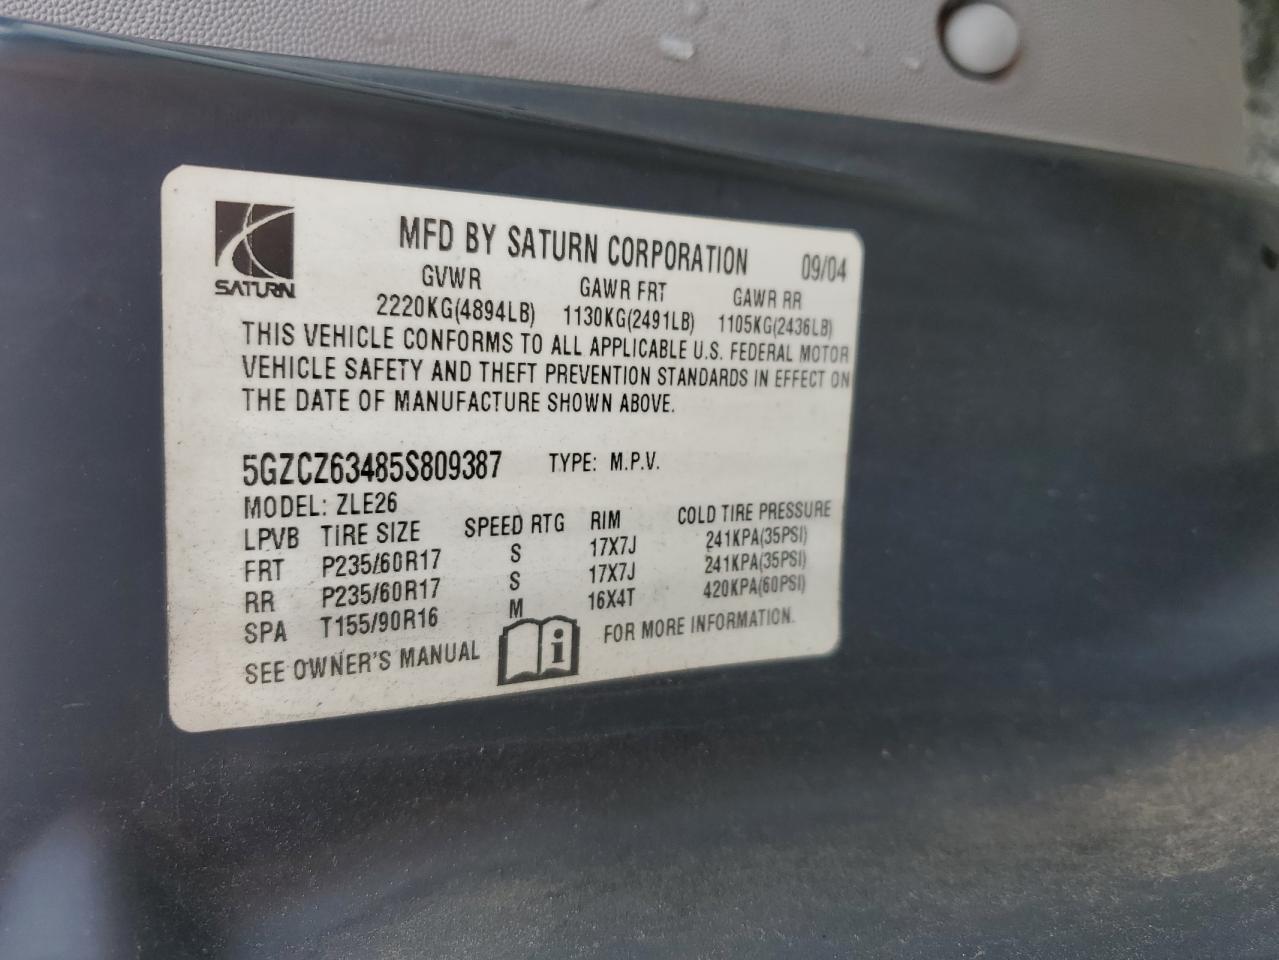 SATURN
MFD BY SATURN CORPORATION 09/04
GVWR GAWR FRT GAWR RR
2220KG(4894LB) 1130KG(2491LB) 1105KG(2436LB)
THIS VEHICLE CONFORMS TO ALL APPLICABLE U.S. FEDERAL MOTOR
VEHICLE SAFETY AND THEFT PREVENTION STANDARDS IN EFFECT ON
THE DATE OF MANUFACTURE SHOWN ABOVE.
5GZCZ63485S809387 TYPE: M.P.V.
MODEL: ZLE26
LPVB TIRE SIZE SPEED RTG RIM COLD TIRE PRESSURE
FRT P235/60R17 S 17X7J 241KPA(35PSI)
RR P235/60R17 S 17X7J 241KPA(35PSI)
SPA T155/90R16 M 16X4T 420KPA(60PSI)
SEE OWNER'S MANUAL i FOR MORE INFORMATION.